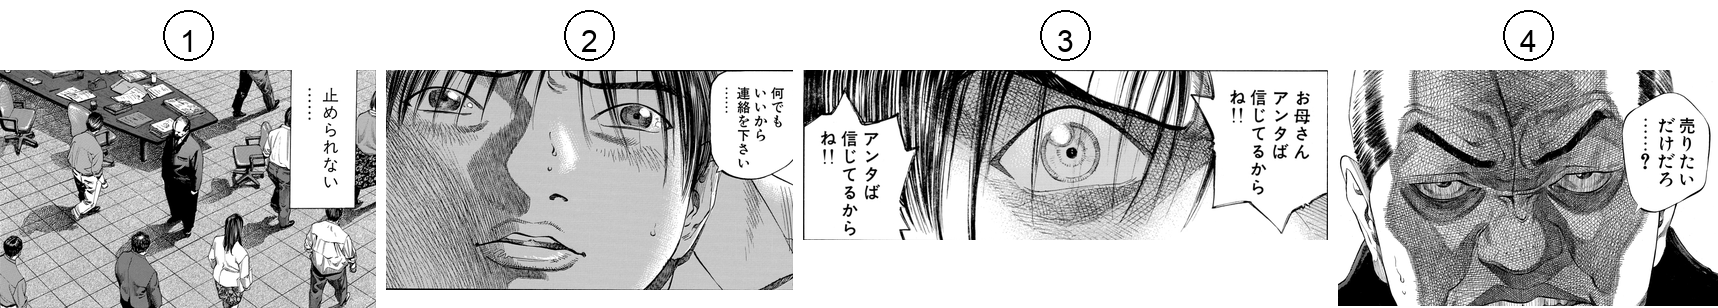 1
止められない
……
2
何でも
いいから
連絡を下さい
……
3
お母さん
アンタば
信じてるから
ね!!
アンタば
信じてるから
ね!!
4
売りたい
だけだろ
……?